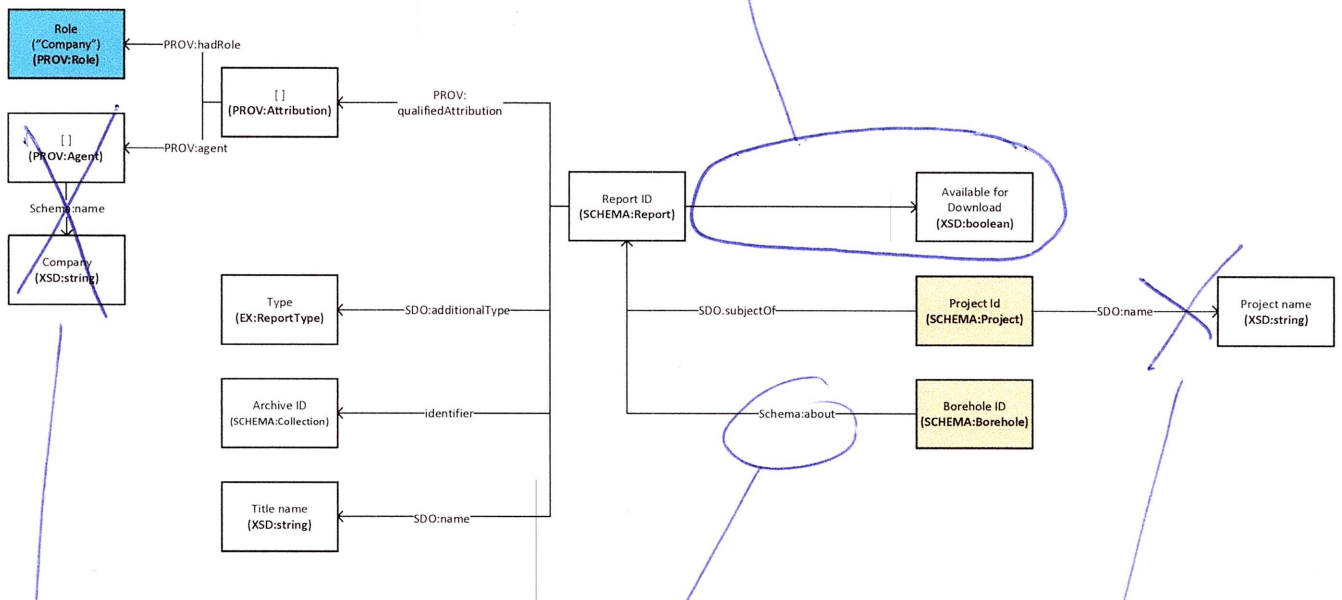 Role
("Company")
(PROV:Role)
PROV:hadRole
[ ]
(PROV:Attribution)
PROV:
qualifiedAttribution
[ ]
(PROV:Agent)
PROV:agent
Schema:name
Company
(XSD:string)
Report ID
(SCHEMA:Report)
Available for
Download
(XSD:boolean)
Type
(EX:ReportType)
SDO:additionalType
SDO.subjectOf
Project Id
(SCHEMA:Project)
SDO:name
Project name
(XSD:string)
Archive ID
(SCHEMA:Collection)
identifier
Schema:about
Borehole ID
(SCHEMA:Borehole)
Title name
(XSD:string)
SDO:name